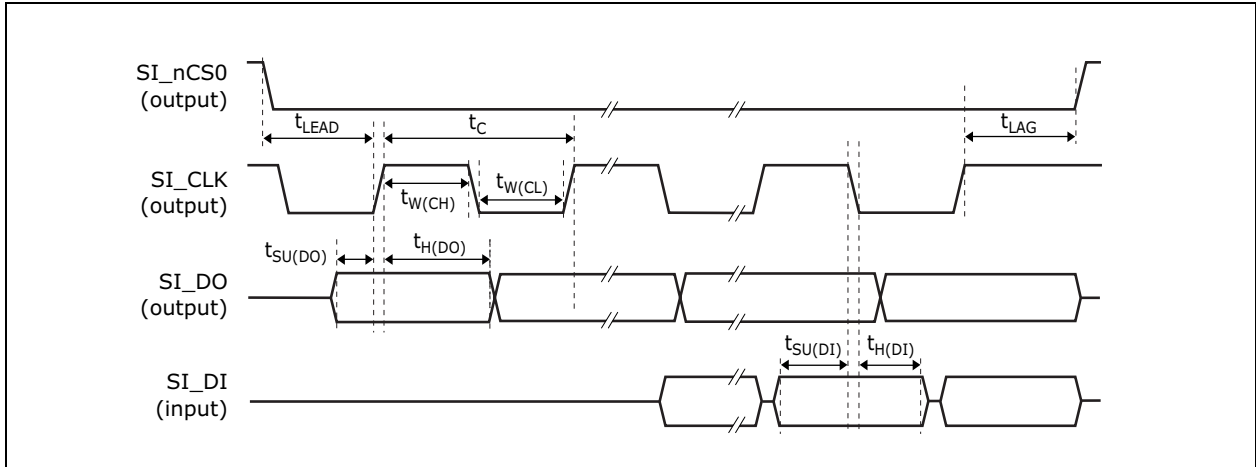 SI_nCS0
(output)
tLEAD
tC
tLAG
SI_CLK
(output)
tW(CH)
tW(CL)
tSU(DO)
tH(DO)
SI_DO
(output)
tSU(DI)
tH(DI)
SI_DI
(input)